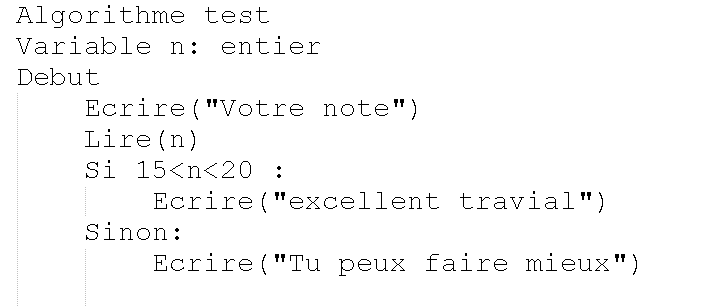 Algorithme test
Variable n: entier
Debut
Ecrire("Votre note")
Lire(n)
Si 15<n<20 :
Ecrire("excellent travial")
Sinon:
Ecrire("Tu peux faire mieux")